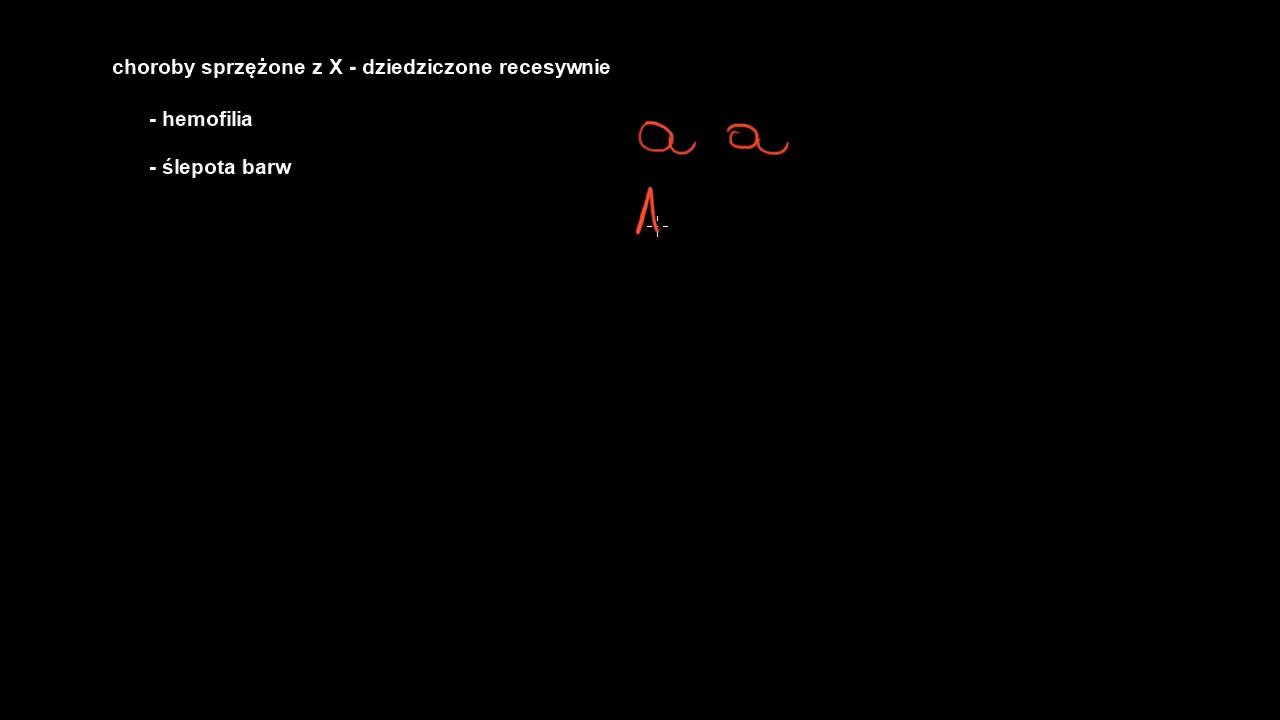 choroby sprzężone z X - dziedziczone recesywnie
- hemofilia
a a
- ślepota barw